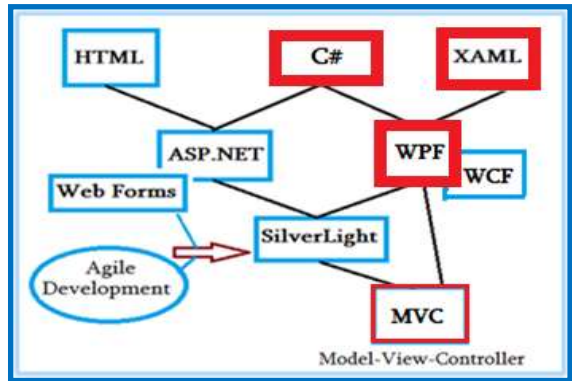 HTML
C#
XAML
ASP.NET
WPF
WCF
Web Forms
SilverLight
Agile
Development
MVC
Model-View-Controller